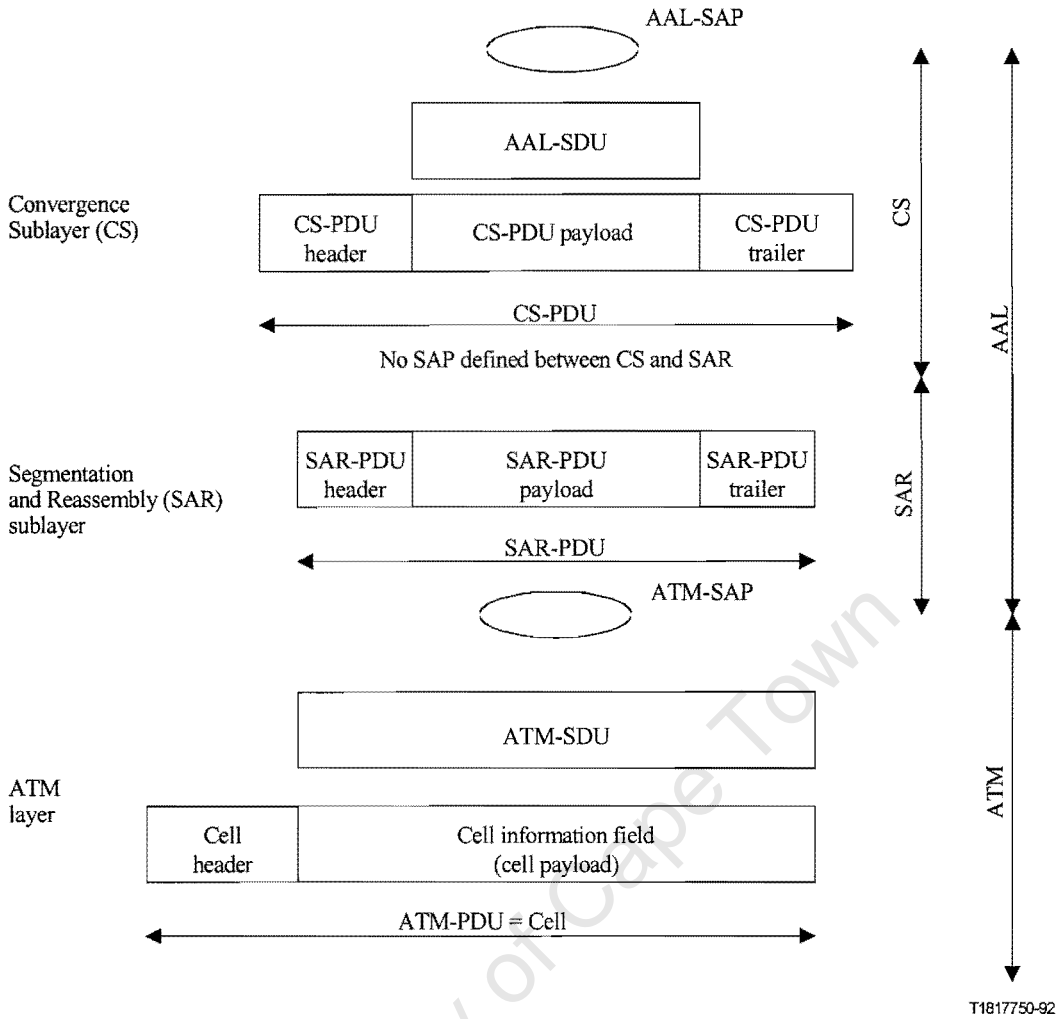 AAL-SAP
AAL-SDU
Convergence
Sublayer (CS)
CS-PDU
header
CS-PDU payload
CS-PDU
trailer
CS
CS-PDU
No SAP defined between CS and SAR
AAL
Segmentation
and Reassembly (SAR)
sublayer
SAR-PDU
header
SAR-PDU
payload
SAR-PDU
trailer
SAR
SAR-PDU
ATM-SAP
ATM-SDU
ATM
layer
Cell
header
Cell information field
(cell payload)
ATM
ATM-PDU = Cell
y of Cape Town
T1817750-92